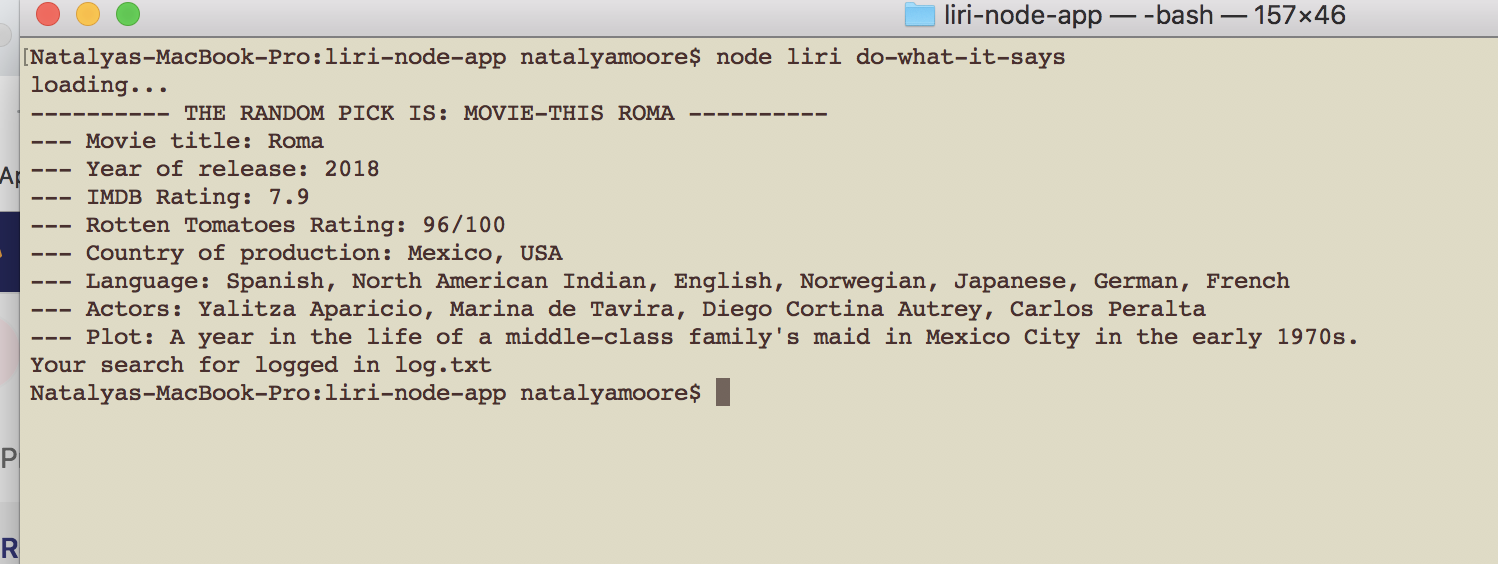 liri-node-app — -bash — 157×46
[Natalyas-MacBook-Pro:liri-node-app natalyamoore$ node liri do-what-it-says
loading...
---------- THE RANDOM PICK IS: MOVIE-THIS ROMA ----------
--- Movie title: Roma
--- Year of release: 2018
--- IMDB Rating: 7.9
--- Rotten Tomatoes Rating: 96/100
--- Country of production: Mexico, USA
--- Language: Spanish, North American Indian, English, Norwegian, Japanese, German, French
--- Actors: Yalitza Aparicio, Marina de Tavira, Diego Cortina Autrey, Carlos Peralta
--- Plot: A year in the life of a middle-class family's maid in Mexico City in the early 1970s.
Your search for logged in log.txt
Natalyas-MacBook-Pro:liri-node-app natalyamoore$